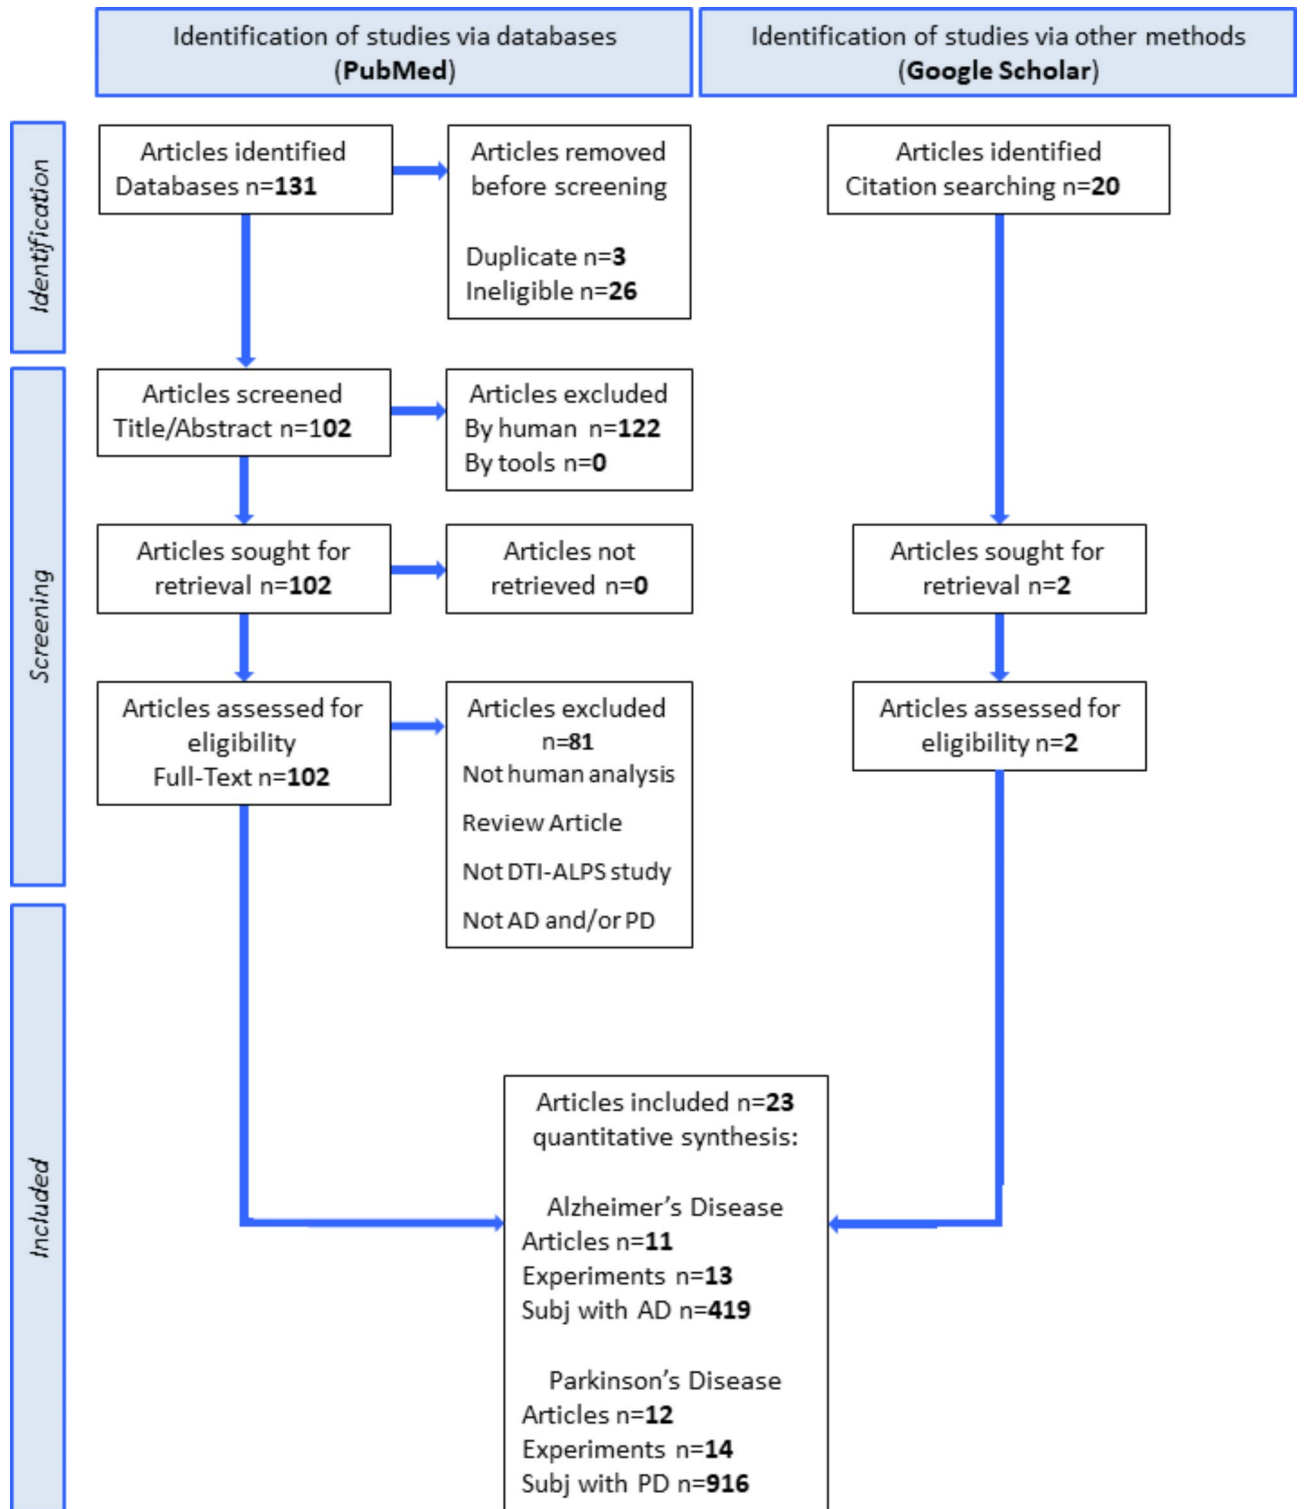 Identification of studies via databases
(PubMed)
Identification of studies via other methods
(Google Scholar)
Identification
Articles identified
Databases n=131
Articles removed
before screening
Duplicate n=3
Ineligible n=26
Articles identified
Citation searching n=20
Screening
Articles screened
Title/Abstract n=102
Articles excluded
By human n=122
By tools n=0
Articles sought for
retrieval n=102
Articles not
retrieved n=0
Articles sought for
retrieval n=2
Articles assessed for
eligibility
Full-Text n=102
Articles excluded
n=81
Not human analysis
Review Article
Not DTI-ALPS study
Not AD and/or PD
Articles assessed for
eligibility n=2
Included
Articles included n=23
quantitative synthesis:
Alzheimer's Disease
Articles n=11
Experiments n=13
Subj with AD n=419
Parkinson's Disease
Articles n=12
Experiments n=14
Subj with PD n=916